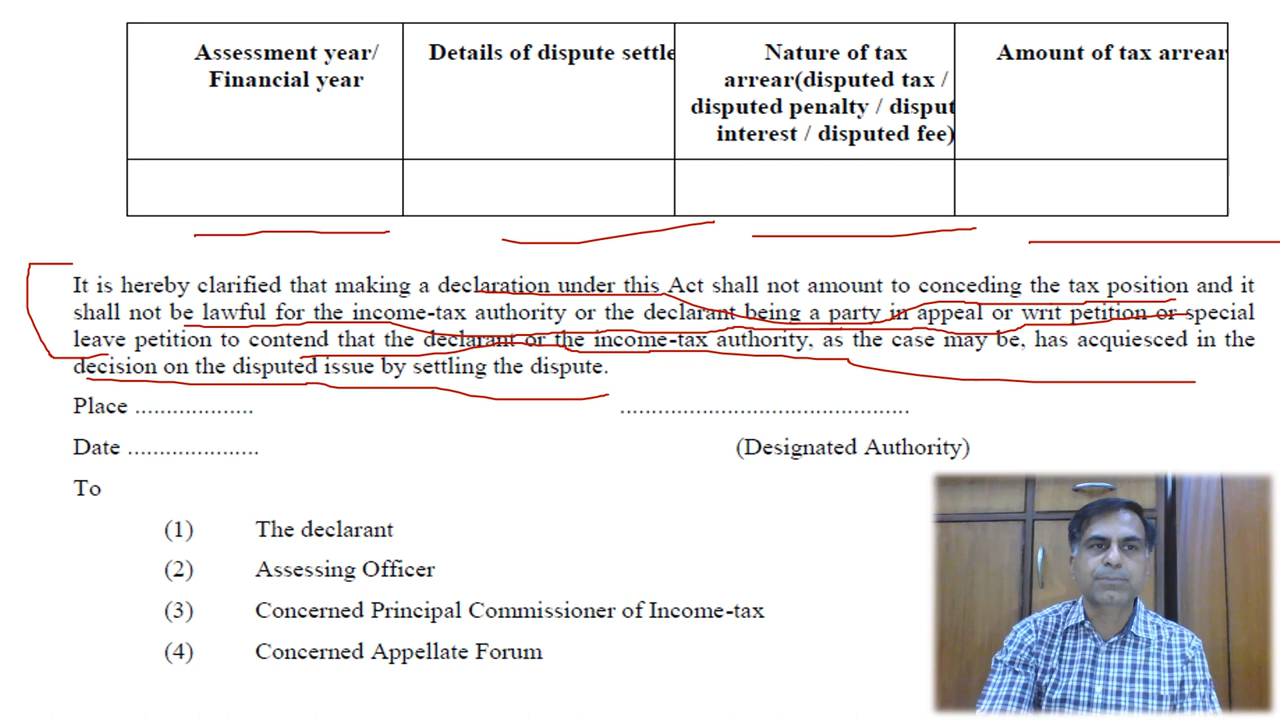 Assessment year/ Details of dispute settle Nature of tax Amount of tax arrear
Financial year arrear(disputed tax /
disputed penalty / disput
interest / disputed fee)
It is hereby clarified that making a declaration under this Act shall not amount to conceding the tax position and it
shall not be lawful for the income-tax authority or the declarant being a party in appeal or writ petition or special
leave petition to contend that the declarant or the income-tax authority, as the case may be, has acquiesced in the
decision on the disputed issue by settling the dispute.
Place ................... ..............................................
Date ..................... (Designated Authority)
To
(1) The declarant
(2) Assessing Officer
(3) Concerned Principal Commissioner of Income-tax
(4) Concerned Appellate Forum